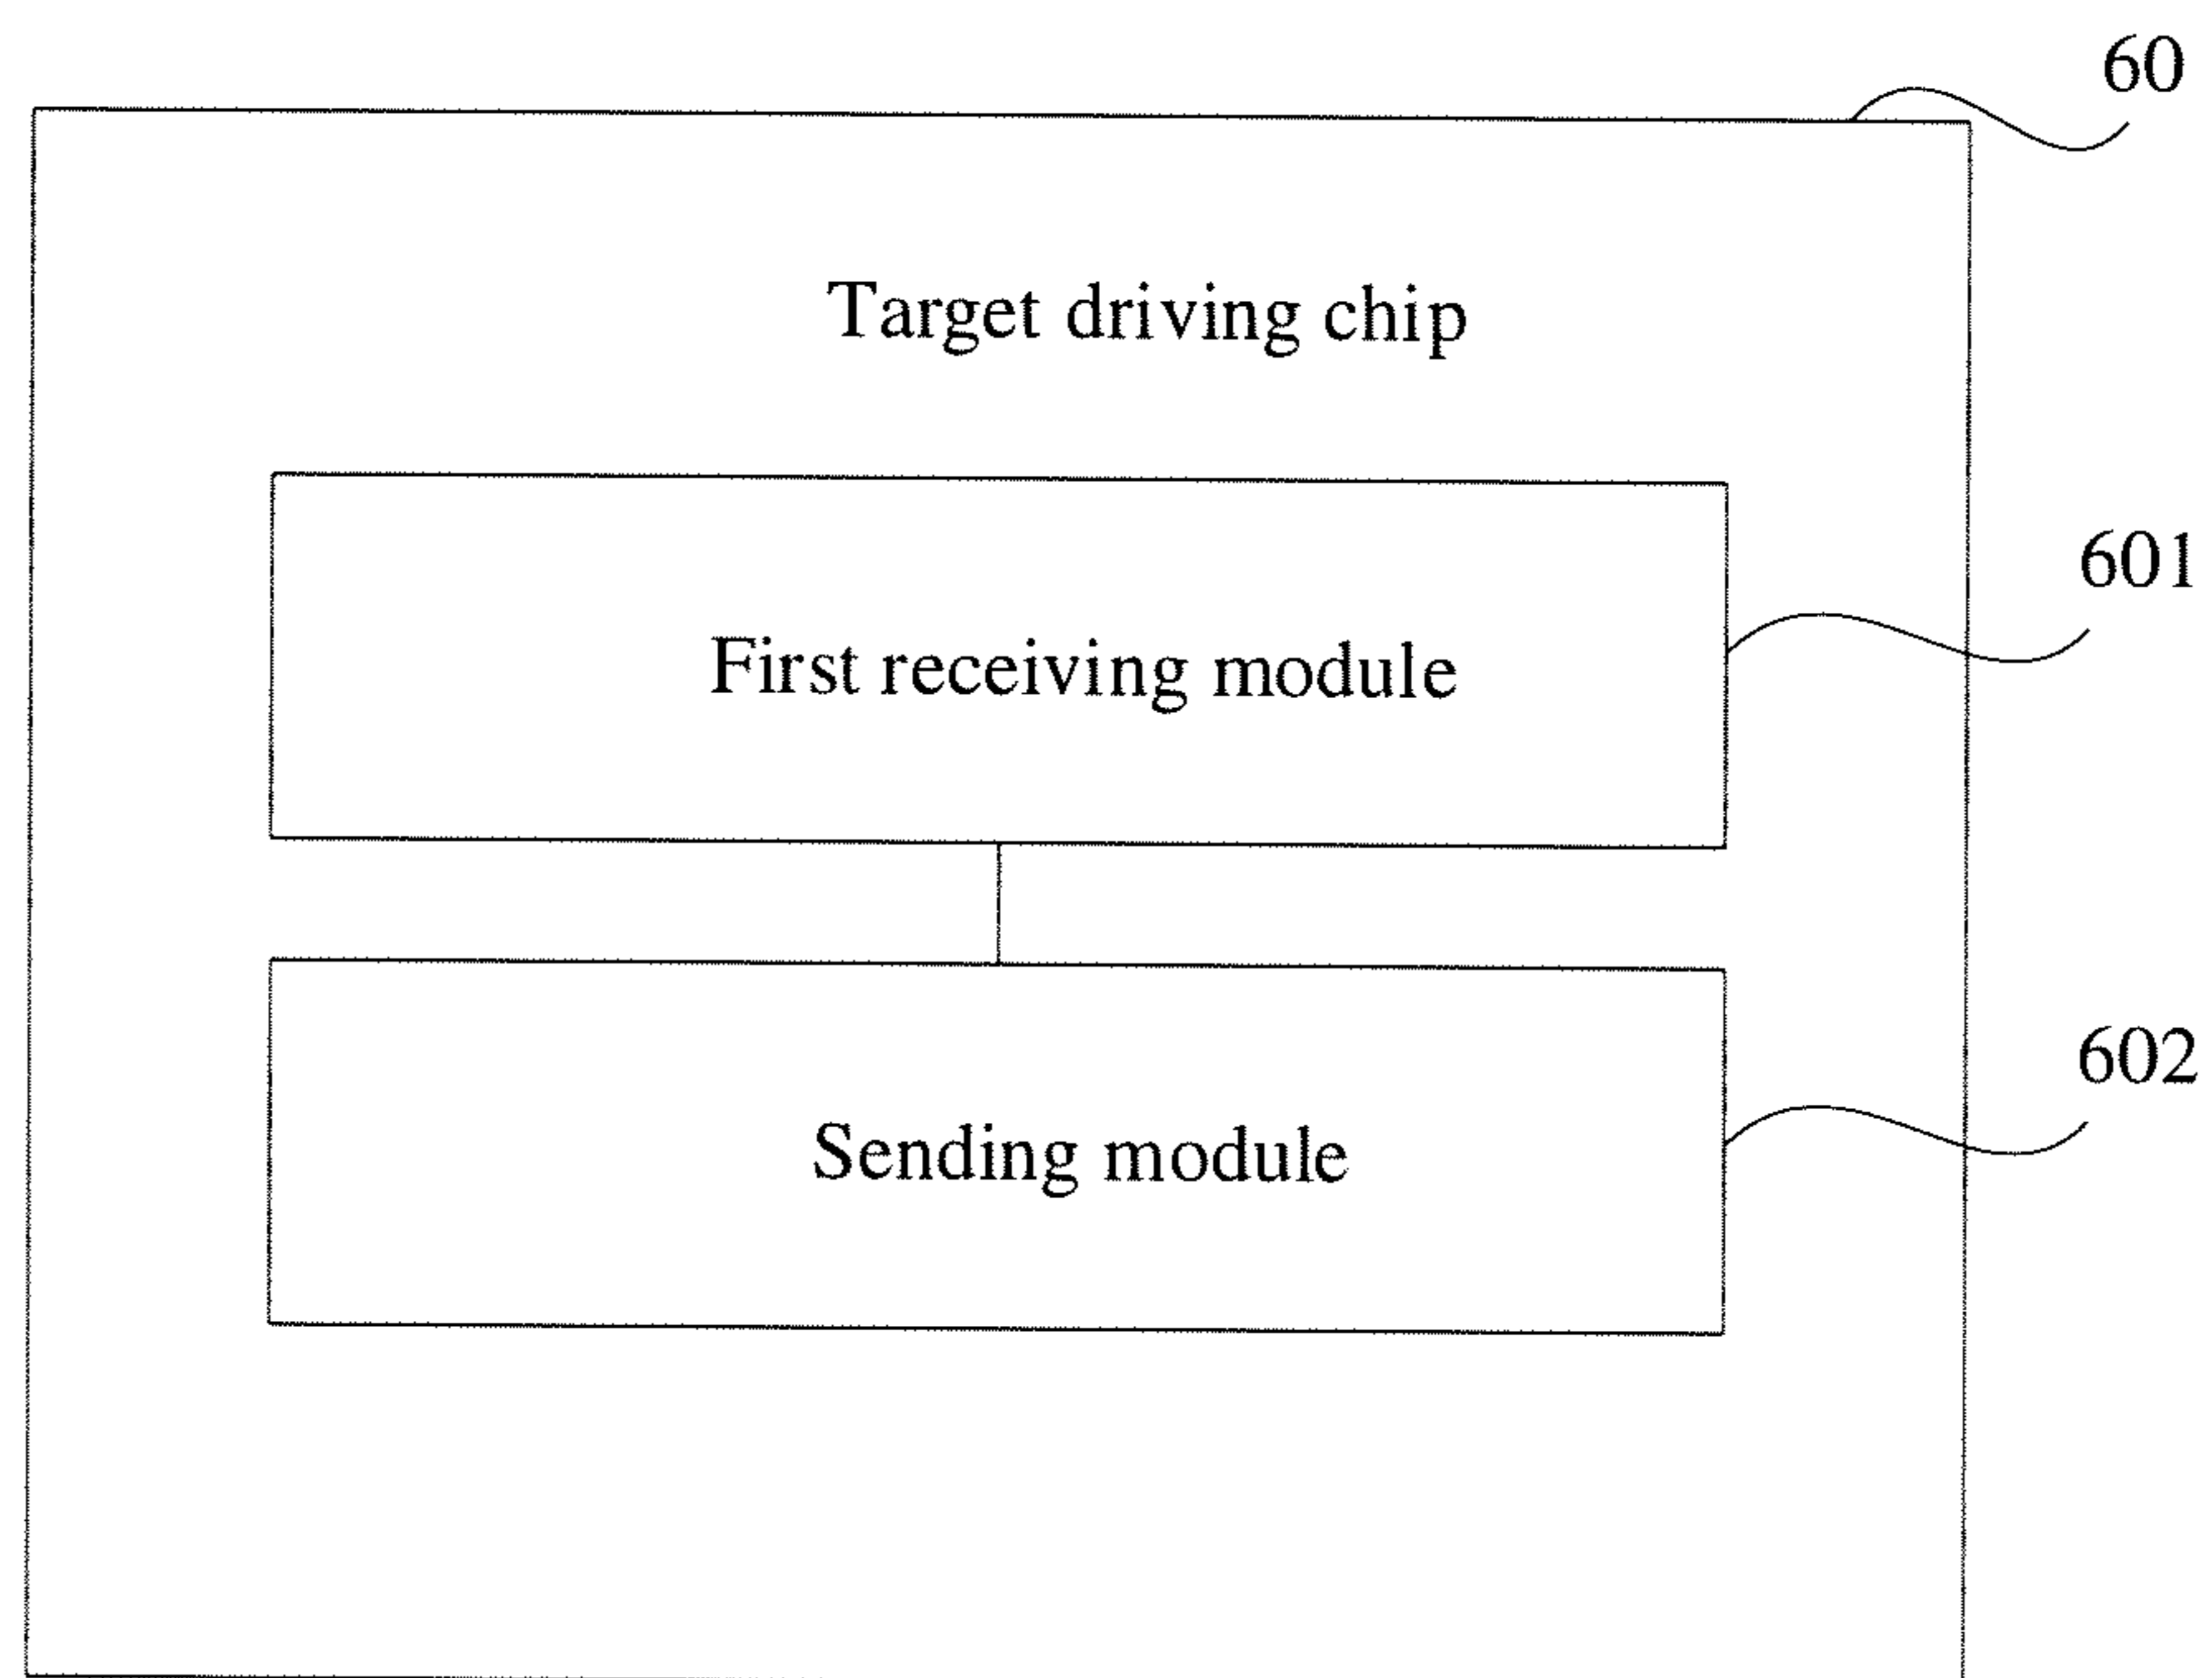 60
Target driving chip
601
First receiving module
602
Sending module